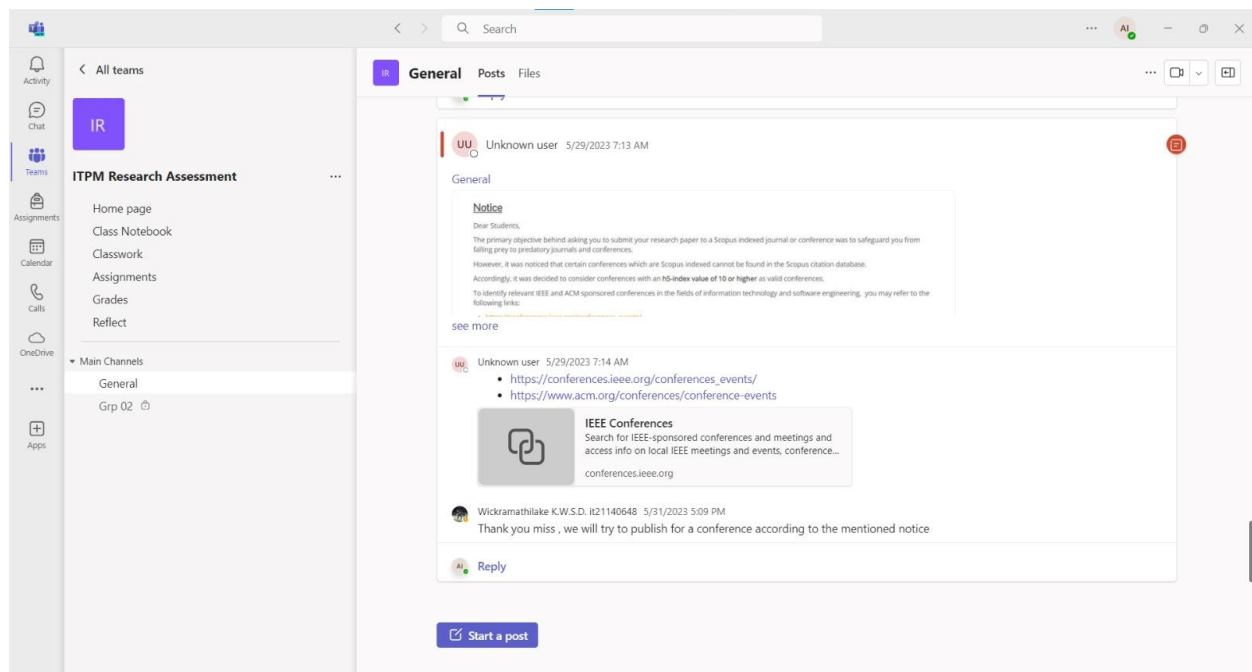 Search
AI
Activity
Chat
Teams
Assignments
Calendar
Calls
OneDrive
Apps
All teams
IR
ITPM Research Assessment
Home page
Class Notebook
Classwork
Assignments
Grades
Reflect
Main Channels
General
Grp 02
IR
General Posts Files
UU Unknown user 5/29/2023 7:13 AM
General
Notice
Dear Students,
The primary objective behind asking you to submit your research paper to a Scopus indexed journal or conference was to safeguard you from
falling prey to predatory journals and conferences.
However, it was noticed that certain conferences which are Scopus indexed cannot be found in the Scopus citation database.
Accordingly, it was decided to consider conferences with an h5-index value of 10 or higher as valid conferences.
To identify relevant IEEE and ACM sponsored conferences in the fields of information technology and software engineering, you may refer to the
following links:
see more
UU Unknown user 5/29/2023 7:14 AM
• https://conferences.ieee.org/conferences_events/
• https://www.acm.org/conferences/conference-events
IEEE Conferences
Search for IEEE-sponsored conferences and meetings and
access info on local IEEE meetings and events, conference...
conferences.ieee.org
Wickramathilake K.W.S.D. it21140648 5/31/2023 5:09 PM
Thank you miss , we will try to publish for a conference according to the mentioned notice
AI Reply
Start a post